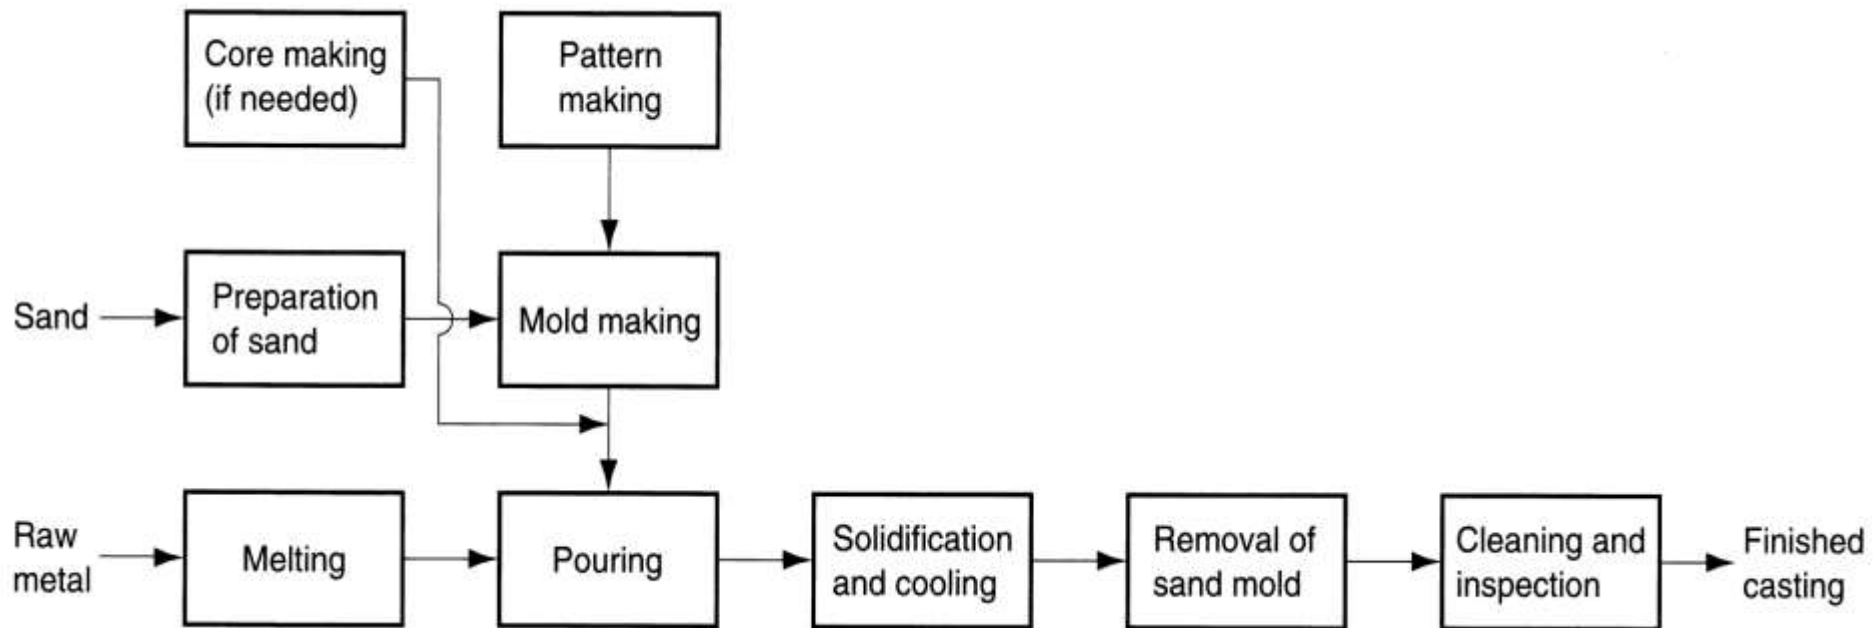 Core making
(if needed)
Pattern
making
Sand
Preparation
of sand
Mold making
Raw
metal
Melting
Pouring
Solidification
and cooling
Removal of
sand mold
Cleaning and
inspection
Finished
casting